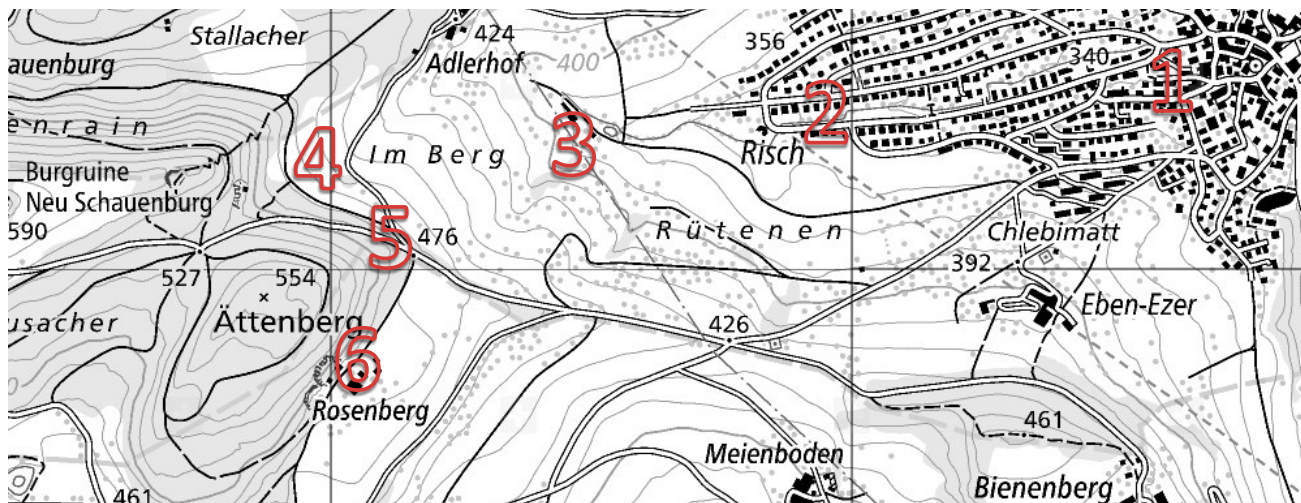 Stallacher
424
356
auenburg
Adlerhof
400
340
1
2
enrain
3
4
Im Berg
Risch
Burgruine
Neu Schauenburg
590
5
476
Rütenen
Chlebimatt
392
527
554
usacher
Ättenberg
426
Eben-Ezer
6
Rosenberg
461
Meienboden
461
Bienenberg